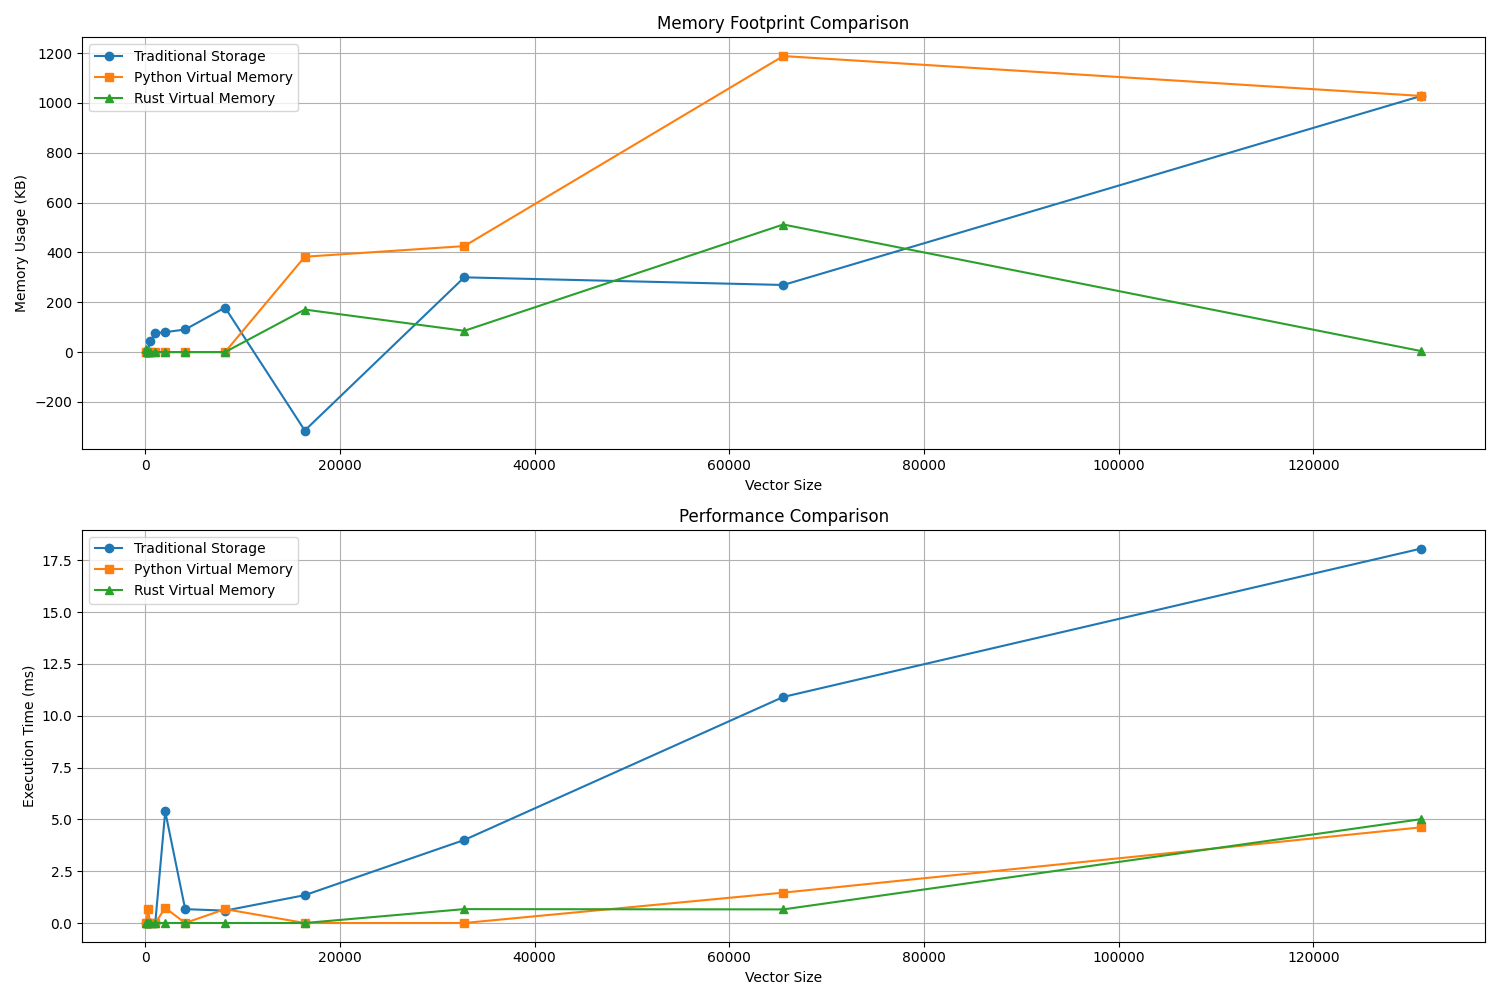 Memory Footprint Comparison
Traditional Storage
Python Virtual Memory
Rust Virtual Memory
Memory Usage (KB)
1200
1000
800
600
400
200
0
−200
0 20000 40000 60000 80000 100000 120000
Vector Size
Performance Comparison
Traditional Storage
Python Virtual Memory
Rust Virtual Memory
Execution Time (ms)
17.5
15.0
12.5
10.0
7.5
5.0
2.5
0.0
0 20000 40000 60000 80000 100000 120000
Vector Size